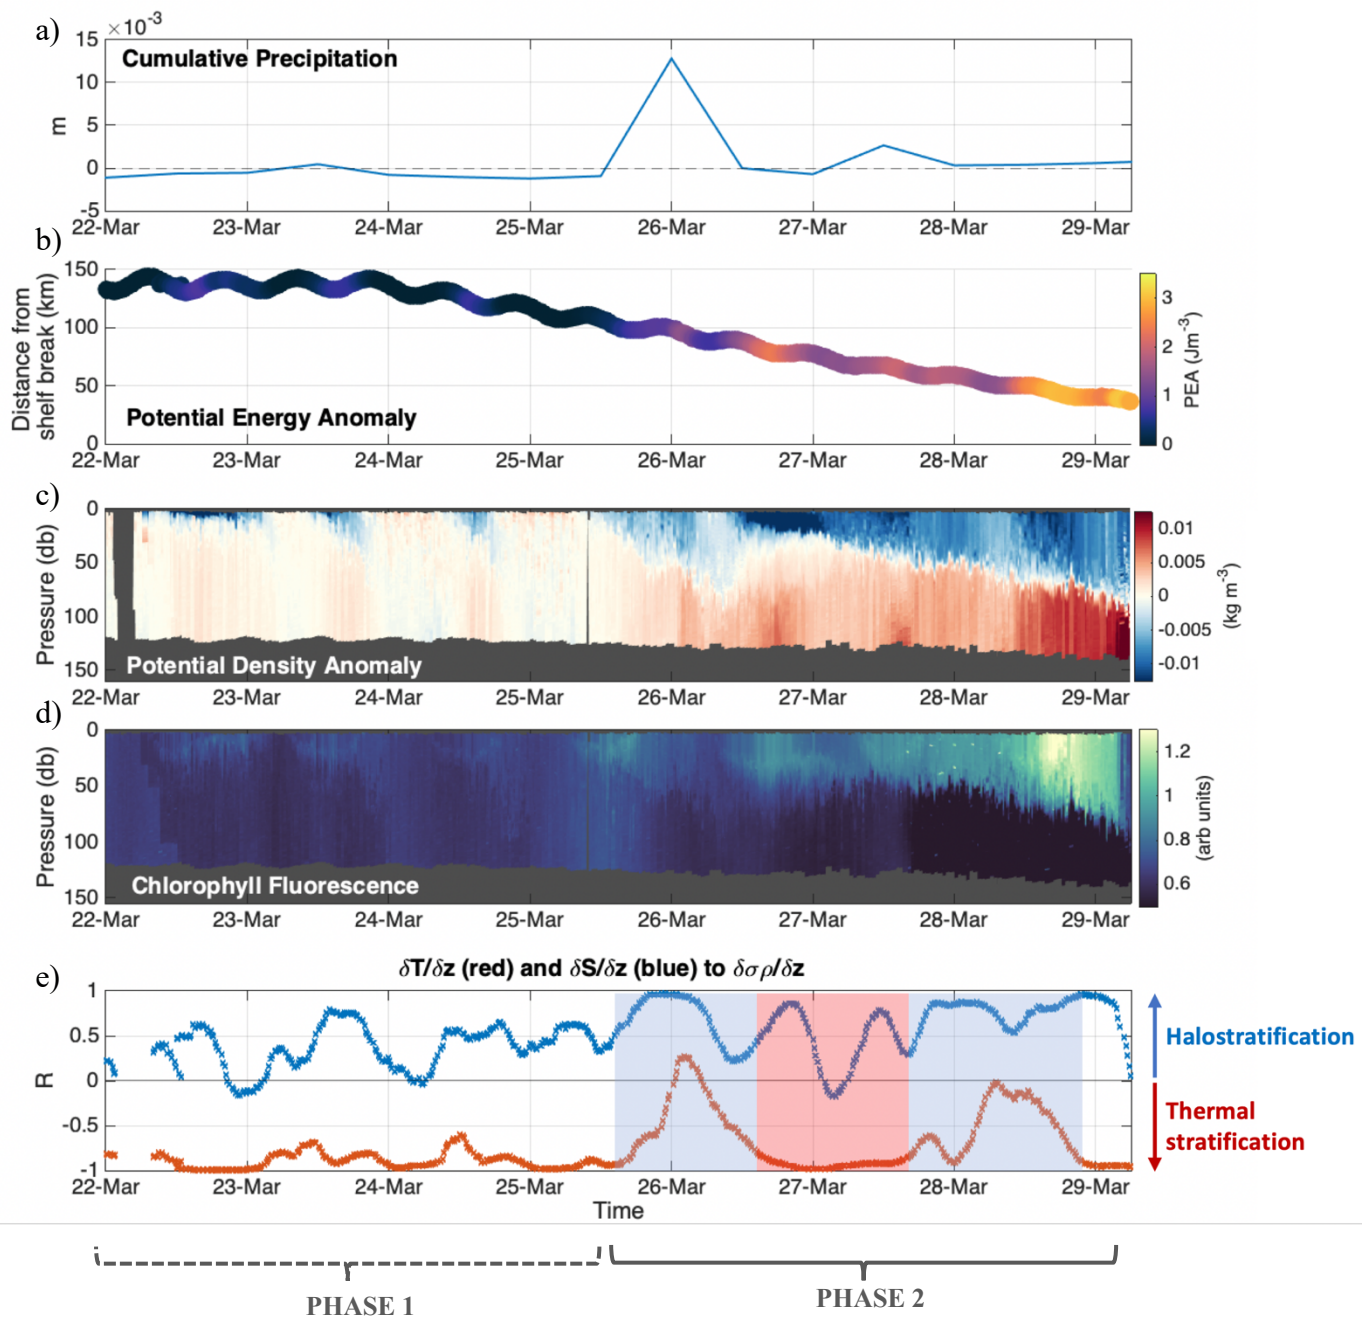 a)
×10⁻³
Cumulative Precipitation
15
10
5
0
-5
m
22-Mar 23-Mar 24-Mar 25-Mar 26-Mar 27-Mar 28-Mar 29-Mar
b)
Distance from
shelf break (km)
150
100
50
0
Potential Energy Anomaly
22-Mar 23-Mar 24-Mar 25-Mar 26-Mar 27-Mar 28-Mar 29-Mar
3
2
1
0
PEA (Jm⁻³)
c)
Pressure (db)
0
50
100
150
Potential Density Anomaly
22-Mar 23-Mar 24-Mar 25-Mar 26-Mar 27-Mar 28-Mar 29-Mar
0.01
0.005
0
-0.005
-0.01
(kg m⁻³)
d)
Pressure (db)
0
50
100
150
Chlorophyll Fluorescence
22-Mar 23-Mar 24-Mar 25-Mar 26-Mar 27-Mar 28-Mar 29-Mar
1.2
1
0.8
0.6
(arb units)
e)
δT/δz (red) and δS/δz (blue) to δσρ/δz
R
1
0.5
0
-0.5
-1
22-Mar 23-Mar 24-Mar 25-Mar 26-Mar 27-Mar 28-Mar 29-Mar
Time
Halostratification
Thermal
stratification
PHASE 1
PHASE 2